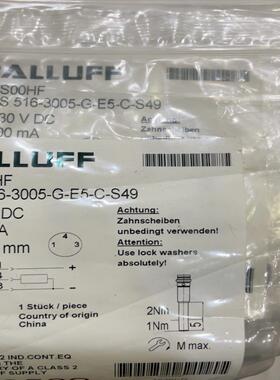 ALLUFF
S00HF
S 516-3005-G-E5-C-S49
30 V DC
00 mA
ALLUFF
HF
6-3005-G-E5-C-S49
DC
A
mm
Achtung:
Zahnscheiben
unbedingt verwenden!
Attention:
Use lock washers
absolutely!
4
1
3
1 Stück / piece
Country of origin
China
2Nm
1Nm
5
M max.
2 IND.CONT.EQ
THE
RY OF A CLASS 2
SUPPLY